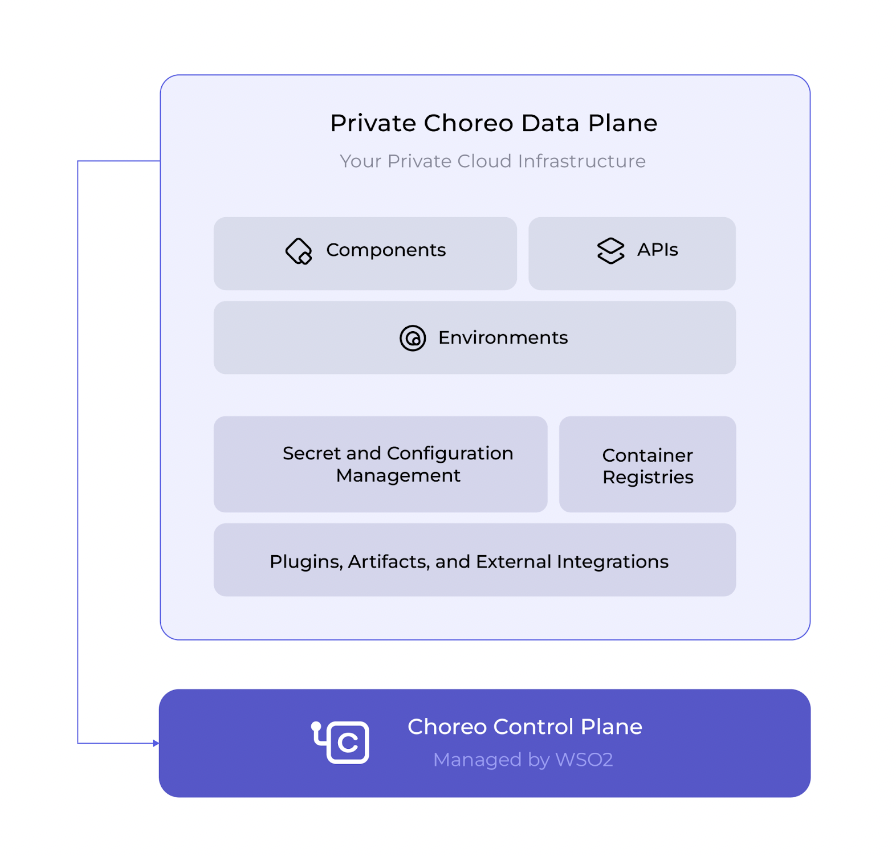 Private Choreo Data Plane
Your Private Cloud Infrastructure
Components
APIs
Environments
Secret and Configuration
Management
Container
Registries
Plugins, Artifacts, and External Integrations
C
Choreo Control Plane
Managed by WSO2